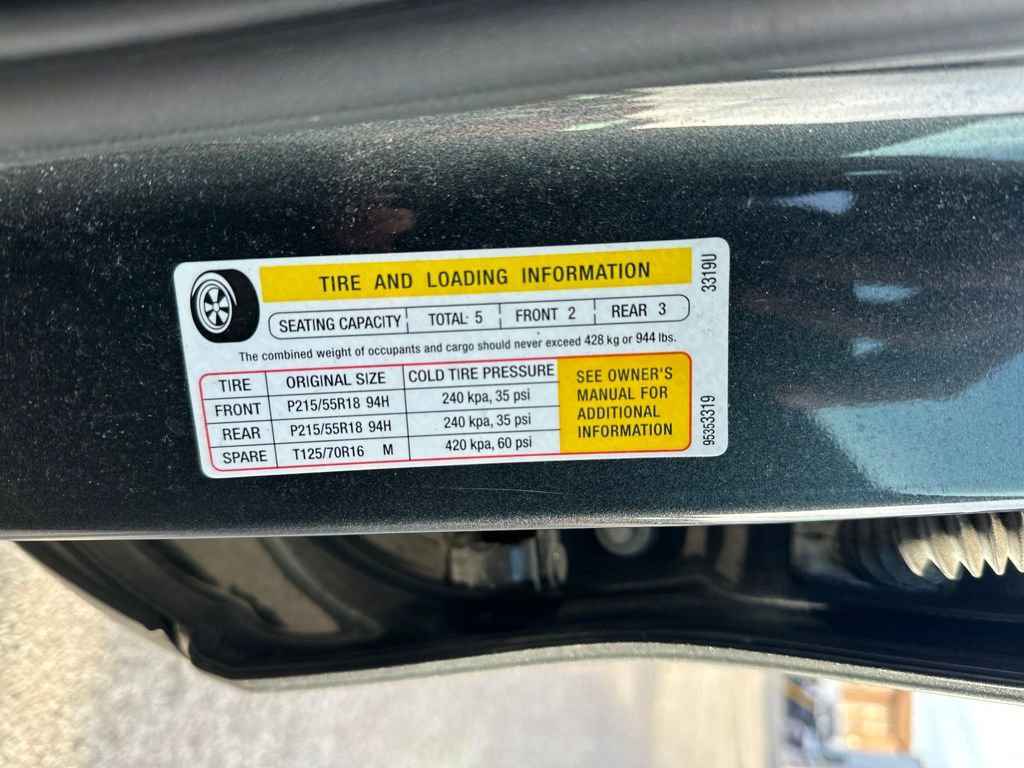 TIRE AND LOADING INFORMATION
SEATING CAPACITY TOTAL 5 FRONT 2 REAR 3
The combined weight of occupants and cargo should never exceed 428 kg or 944 lbs.
TIRE ORIGINAL SIZE COLD TIRE PRESSURE
FRONT P215/55R18 94H 240 kpa, 35 psi
REAR P215/55R18 94H 240 kpa, 35 psi
SPARE T125/70R16 M 420 kpa, 60 psi
SEE OWNER'S
MANUAL FOR
ADDITIONAL
INFORMATION
3319U
95353319